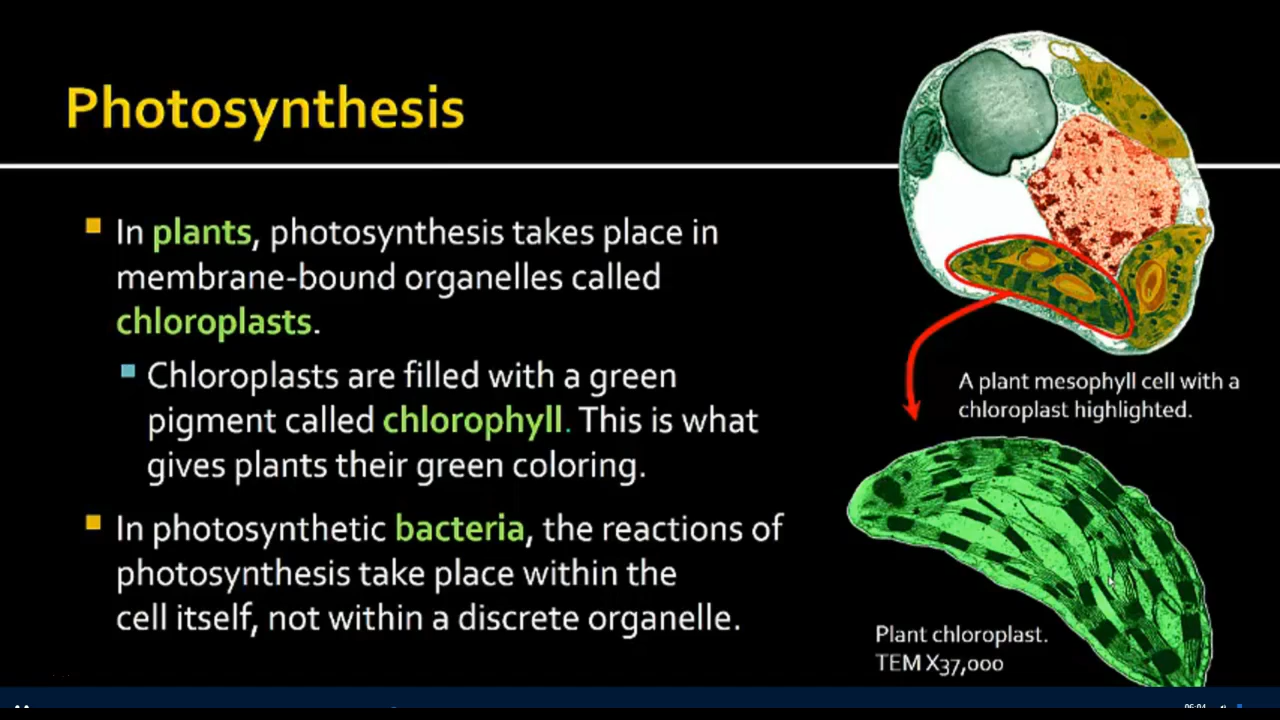 Photosynthesis
In plants, photosynthesis takes place in
membrane-bound organelles called
chloroplasts.
Chloroplasts are filled with a green
pigment called chlorophyll. This is what
gives plants their green coloring.
In photosynthetic bacteria, the reactions of
photosynthesis take place within the
cell itself, not within a discrete organelle.
A plant mesophyll cell with a
chloroplast highlighted.
Plant chloroplast.
TEM X37,000